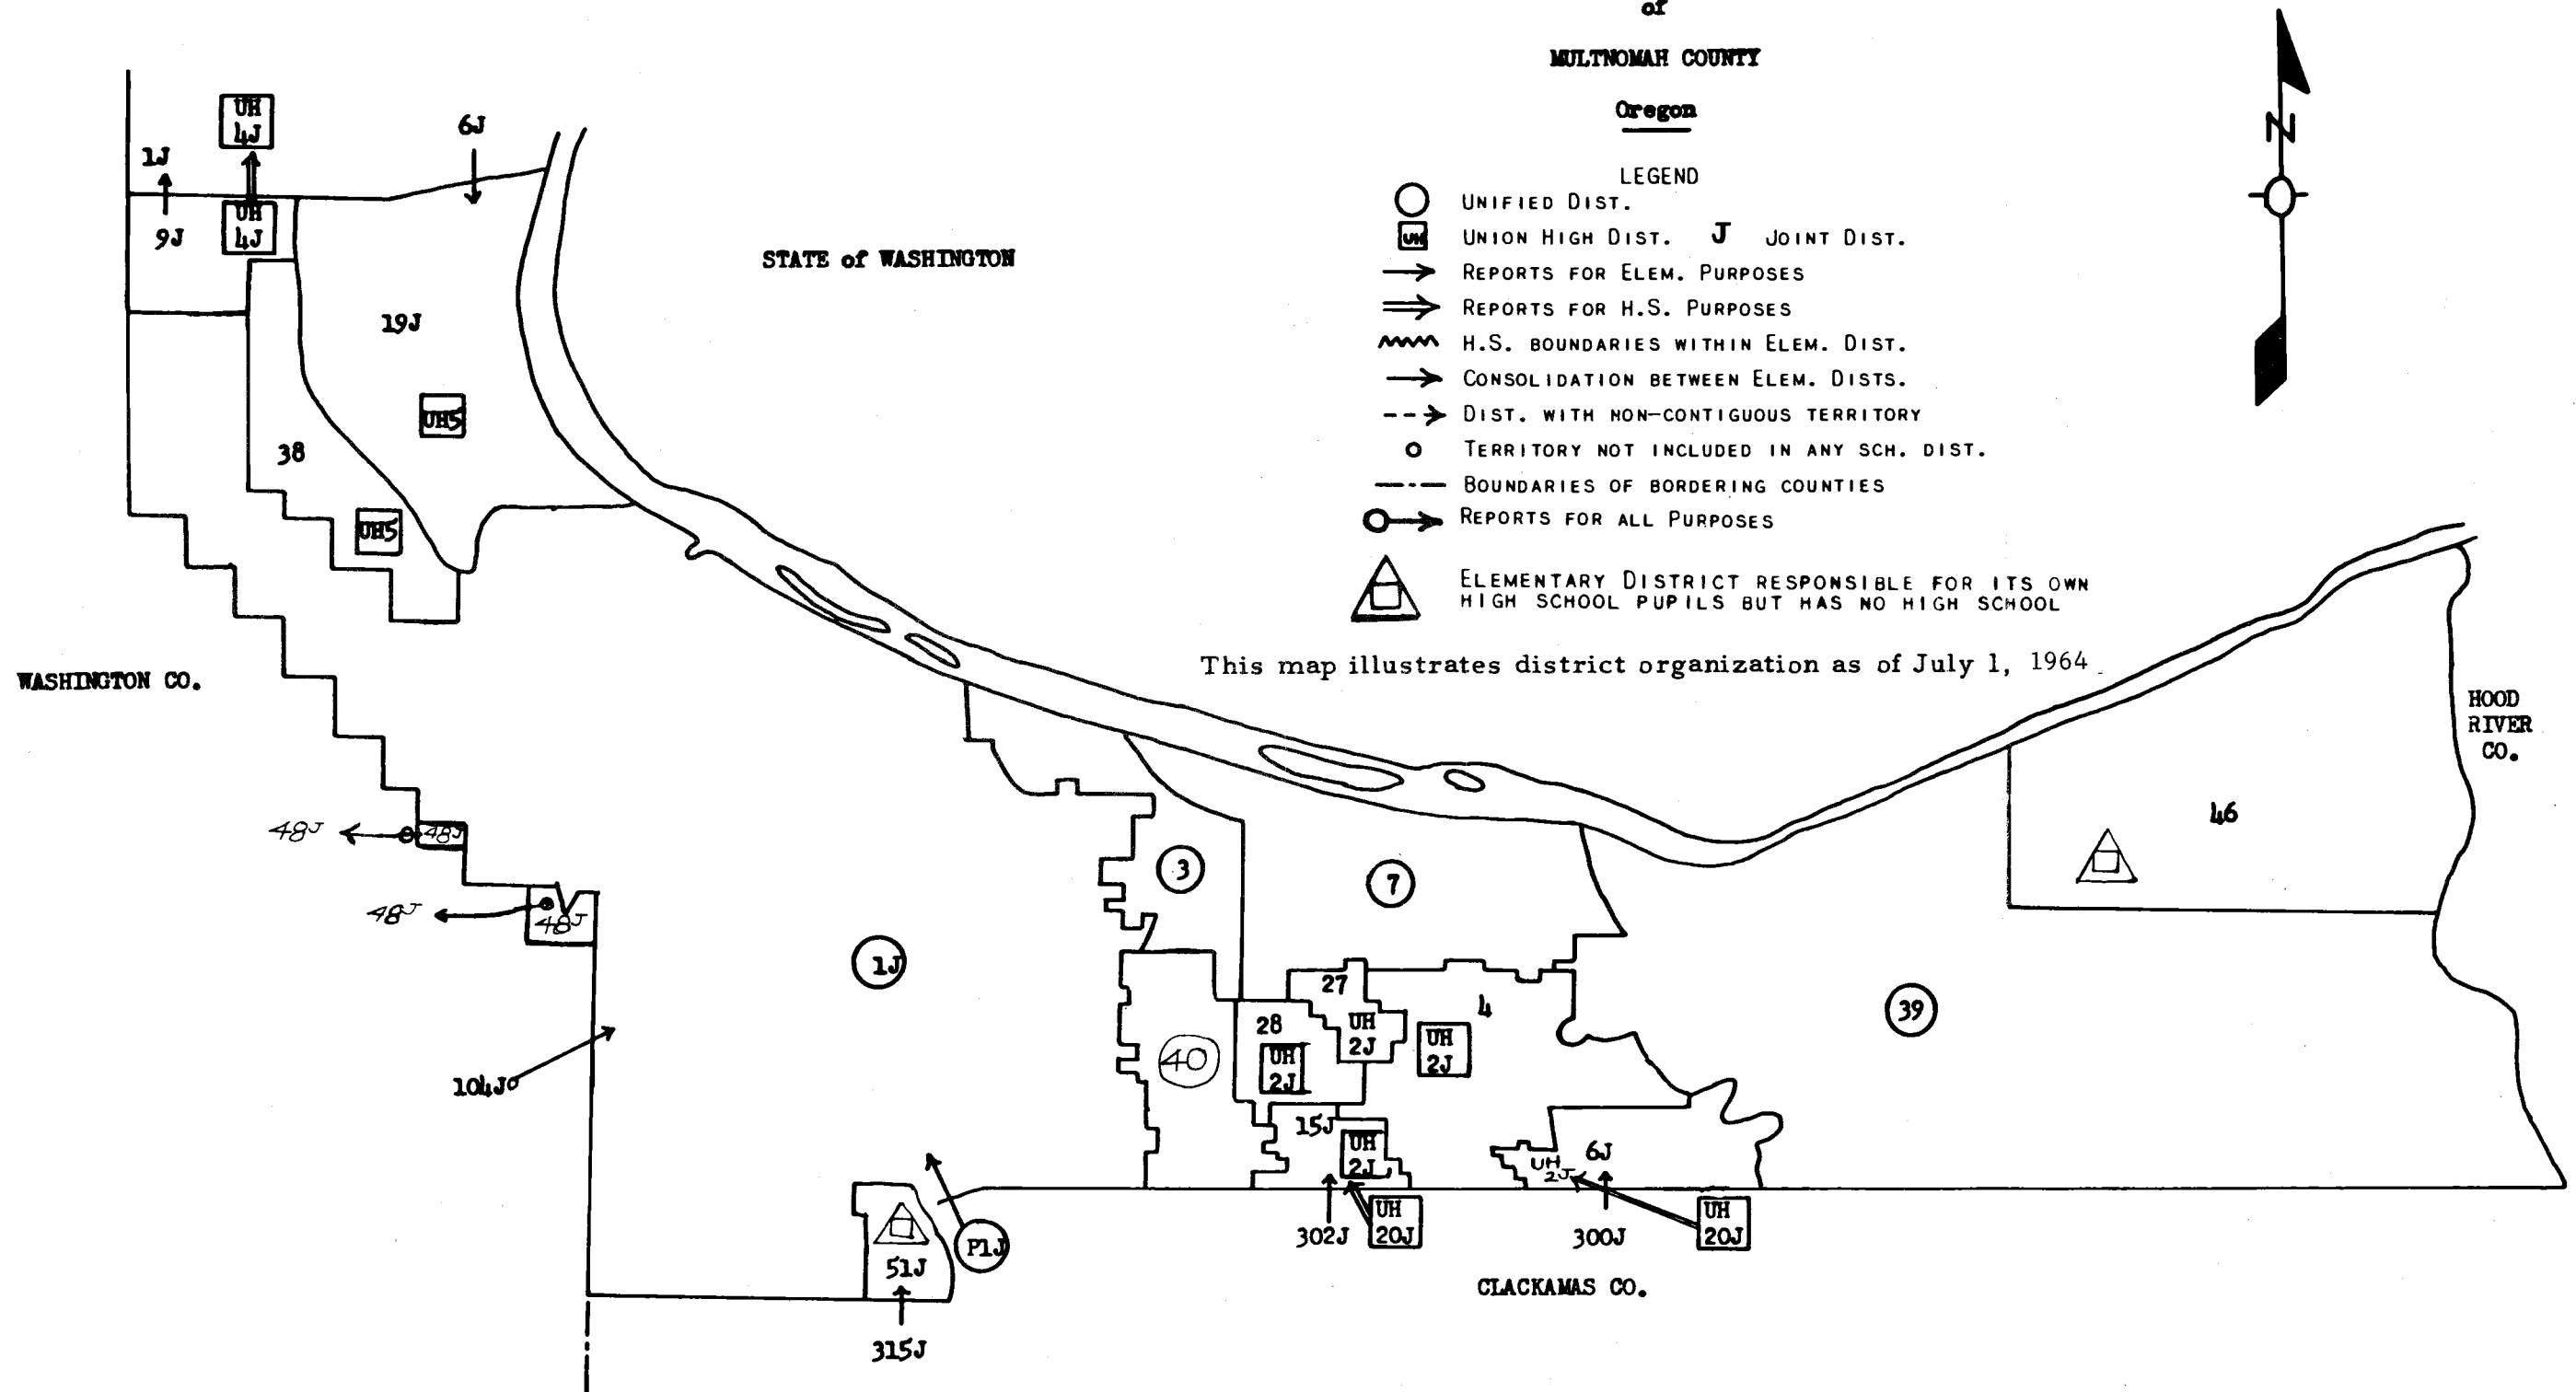 of
MULTNOMAH COUNTY
Oregon
LEGEND
UNIFIED DIST.
UH UNION HIGH DIST. J JOINT DIST.
REPORTS FOR ELEM. PURPOSES
REPORTS FOR H.S. PURPOSES
H.S. BOUNDARIES WITHIN ELEM. DIST.
CONSOLIDATION BETWEEN ELEM. DISTS.
DIST. WITH NON-CONTIGUOUS TERRITORY
TERRITORY NOT INCLUDED IN ANY SCH. DIST.
BOUNDARIES OF BORDERING COUNTIES
REPORTS FOR ALL PURPOSES
ELEMENTARY DISTRICT RESPONSIBLE FOR ITS OWN
HIGH SCHOOL PUPILS BUT HAS NO HIGH SCHOOL
This map illustrates district organization as of July 1, 1964
N
UH
4J
6J
1J
UH
4J
9J
STATE of WASHINGTON
19J
UH5
38
UH5
WASHINGTON CO.
HOOD
RIVER
CO.
46
48J
48J
48J
48J
3
7
1J
27
4
39
28
UH
2J
UH
2J
UH
2J
40
104J
15J
UH
2J
6J
UH
2J
P1J
51J
302J
UH
20J
300J
UH
20J
CLACKAMAS CO.
315J